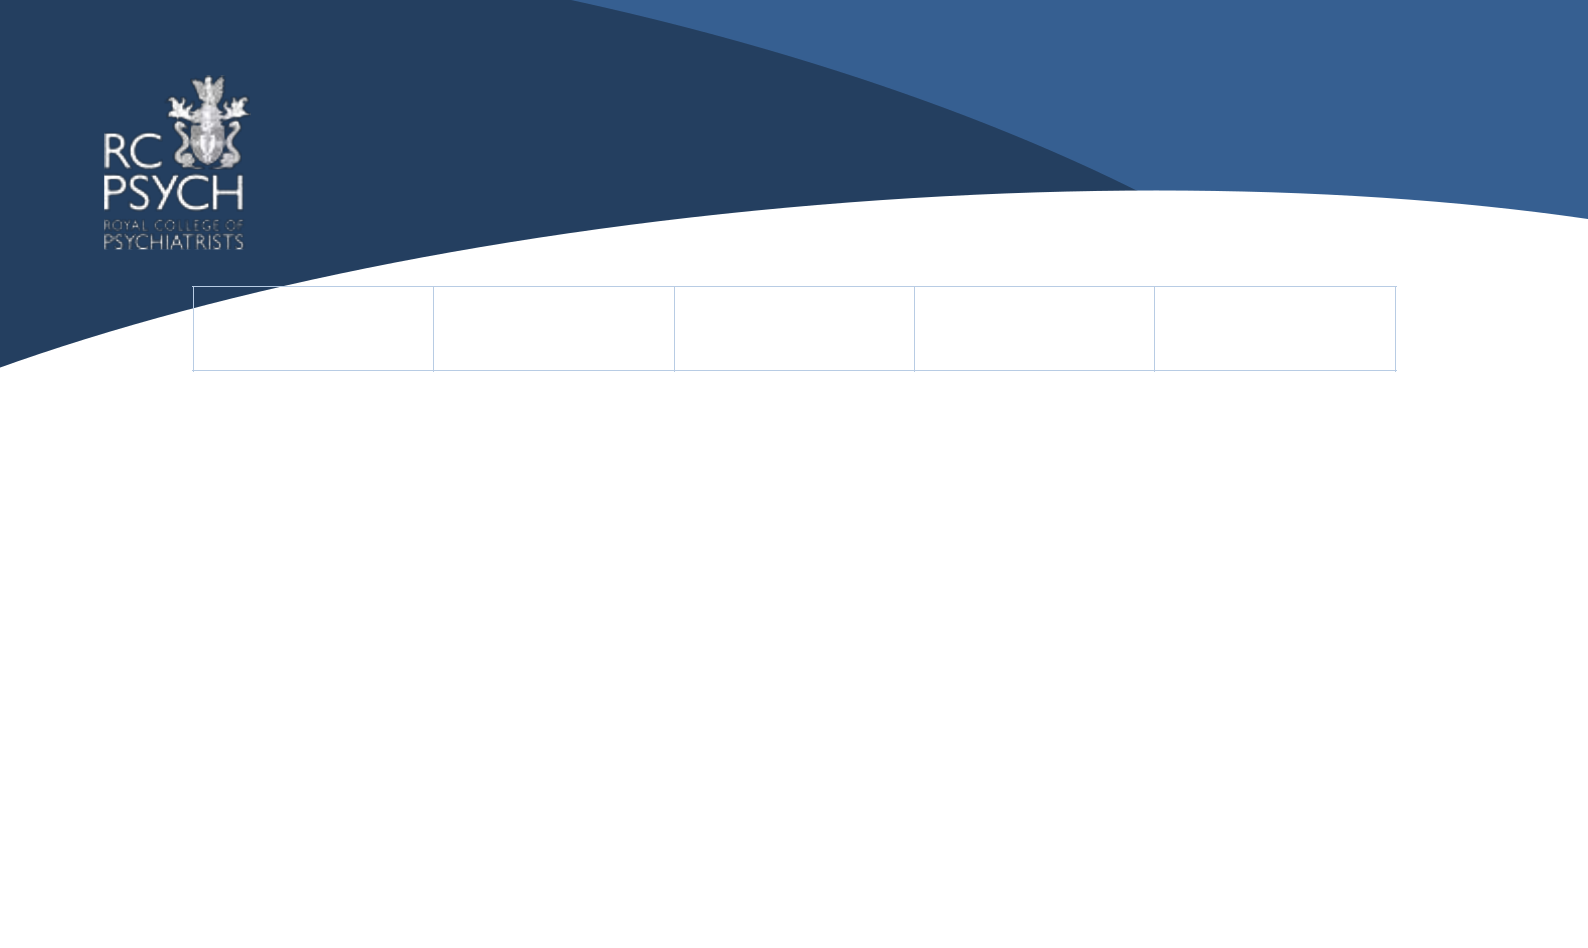 RC
PSYCH
ROYAL COLLEGE OF
PSYCHIATRISTS